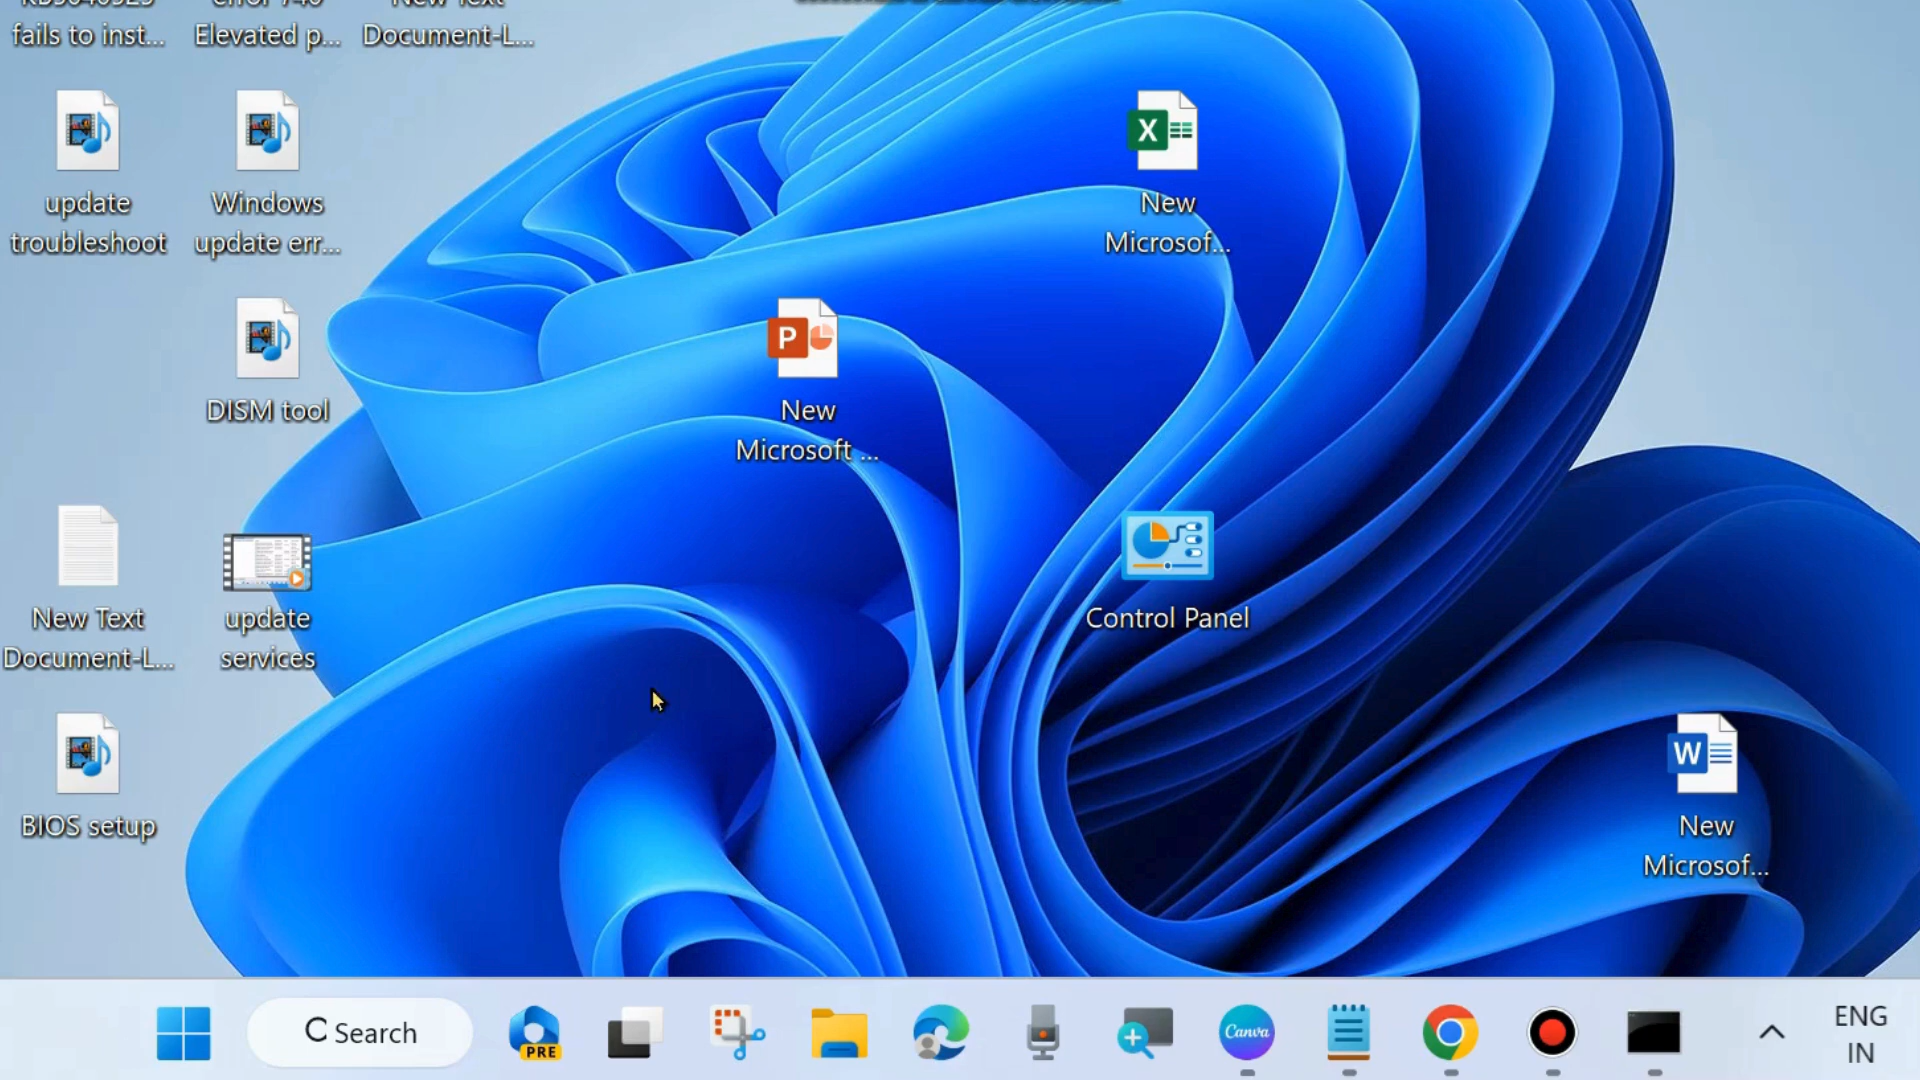 fails to inst...
Elevated p...
Document-L...
update
troubleshoot
Windows
update err...
X
New
Microsof...
DISM tool
P
New
Microsoft ...
New Text
Document-L...
update
services
Control Panel
BIOS setup
W
New
Microsof...
Search
PRE
Canva
ENG
IN